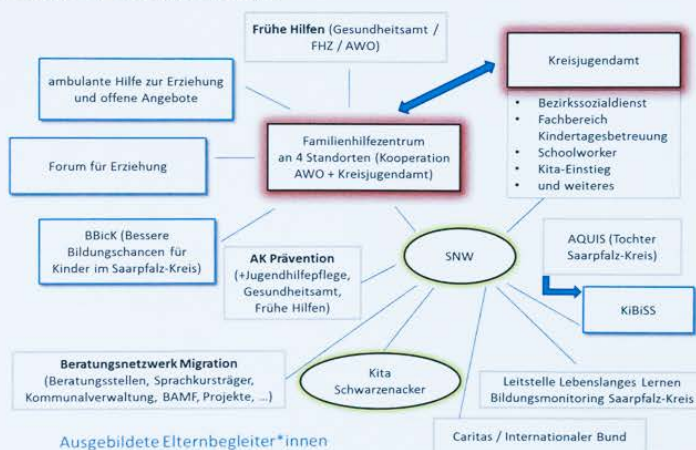 Frühe Hilfen (Gesundheitsamt /
FHZ / AWO)
Kreisjugendamt
ambulante Hilfe zur Erziehung
und offene Angebote
• Bezirkssozialdienst
• Fachbereich
Kindertagesbetreuung
• Schoolworker
• Kita-Einstieg
• und weiteres
Familienhilfezentrum
an 4 Standorten (Kooperation
AWO + Kreisjugendamt)
Forum für Erziehung
BBicK (Bessere
Bildungschancen für
Kinder im Saarpfalz-Kreis)
AK Prävention
(+Jugendhilfepflege,
Gesundheitsamt,
Frühe Hilfen)
SNW
AQUIS (Tochter
Saarpfalz-Kreis)
KiBiSS
Beratungsnetzwerk Migration
(Beratungsstellen, Sprachkursträger,
Kommunalverwaltung, BAMF, Projekte, ...)
Kita
Schwarzenacker
Leitstelle Lebenslanges Lernen
Bildungsmonitoring Saarpfalz-Kreis
Ausgebildete Elternbegleiter*innen
Caritas / Internationaler Bund